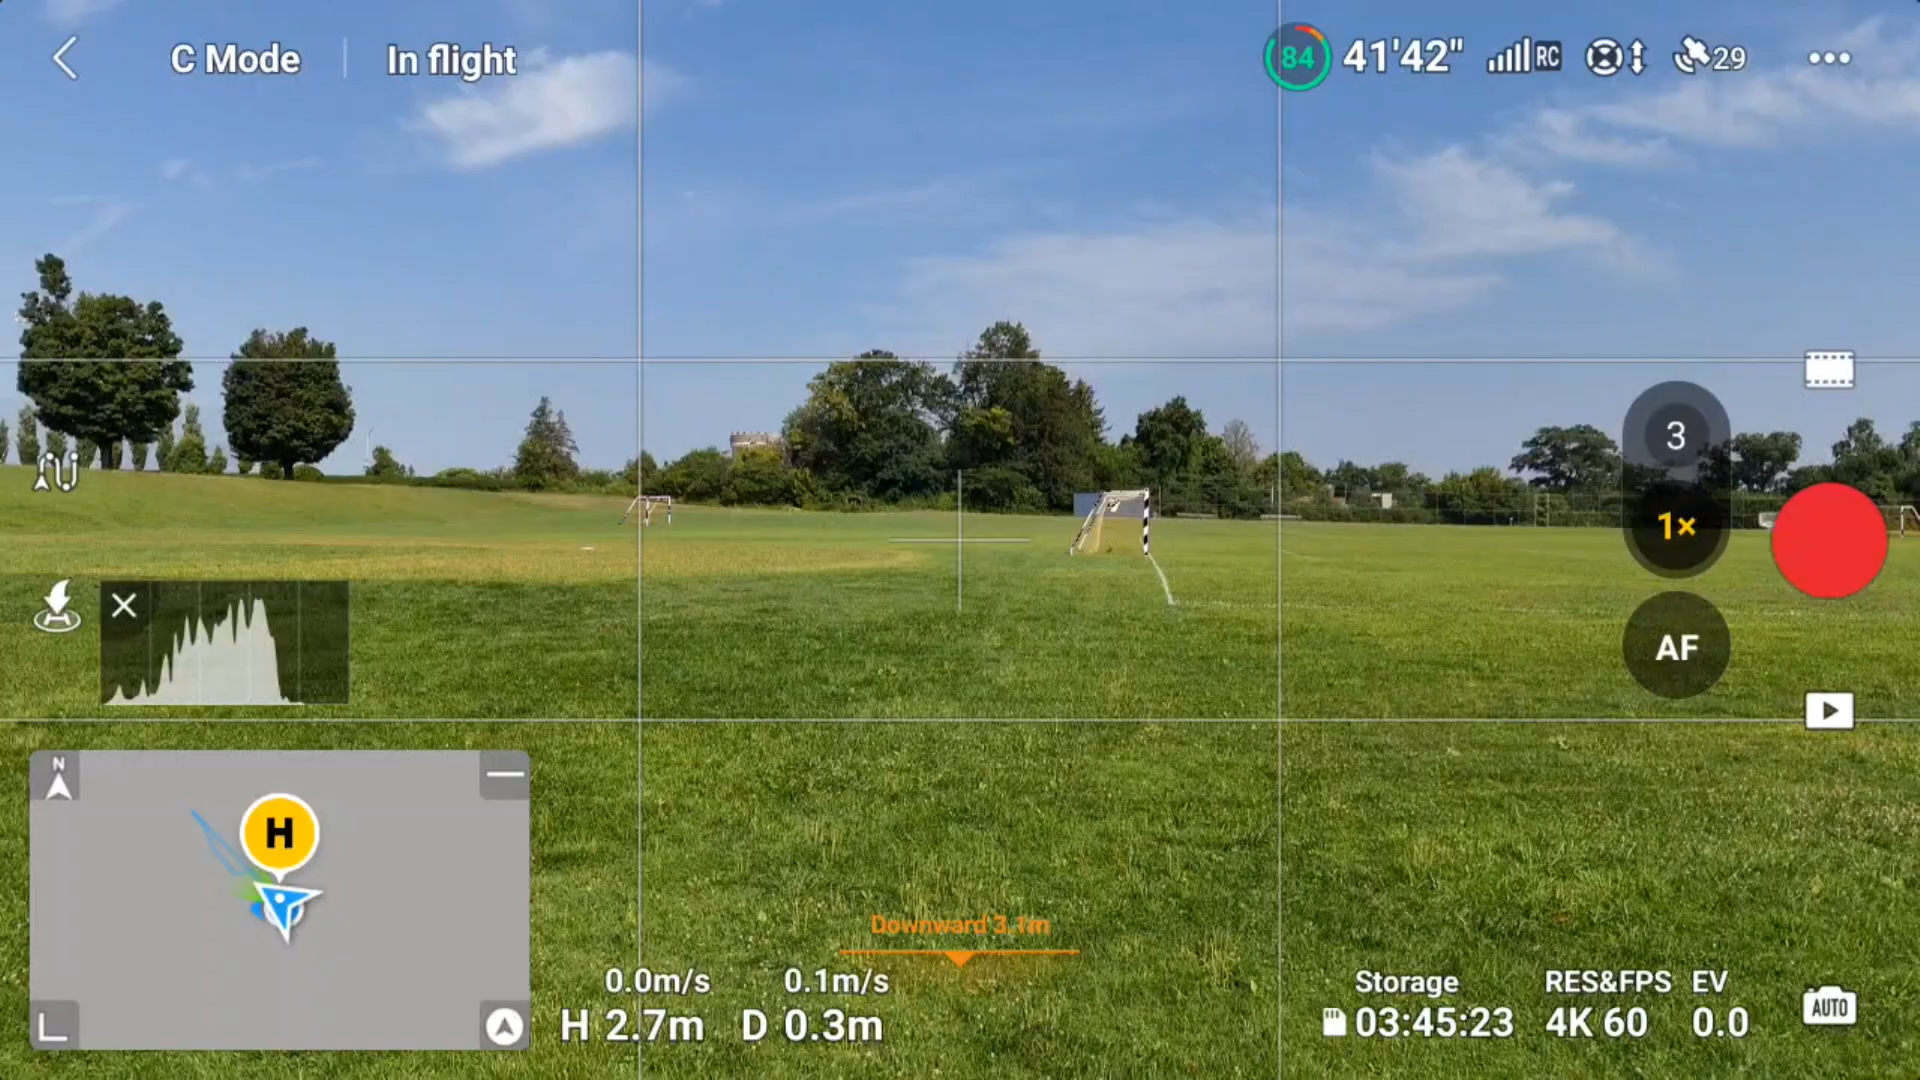 C Mode
In flight
84
41'42"
RC
29
3
1×
AF
N
H
Downward 3.1m
0.0m/s
0.1m/s
H 2.7m
D 0.3m
Storage
03:45:23
RES&FPS
4K 60
EV
0.0
AUTO